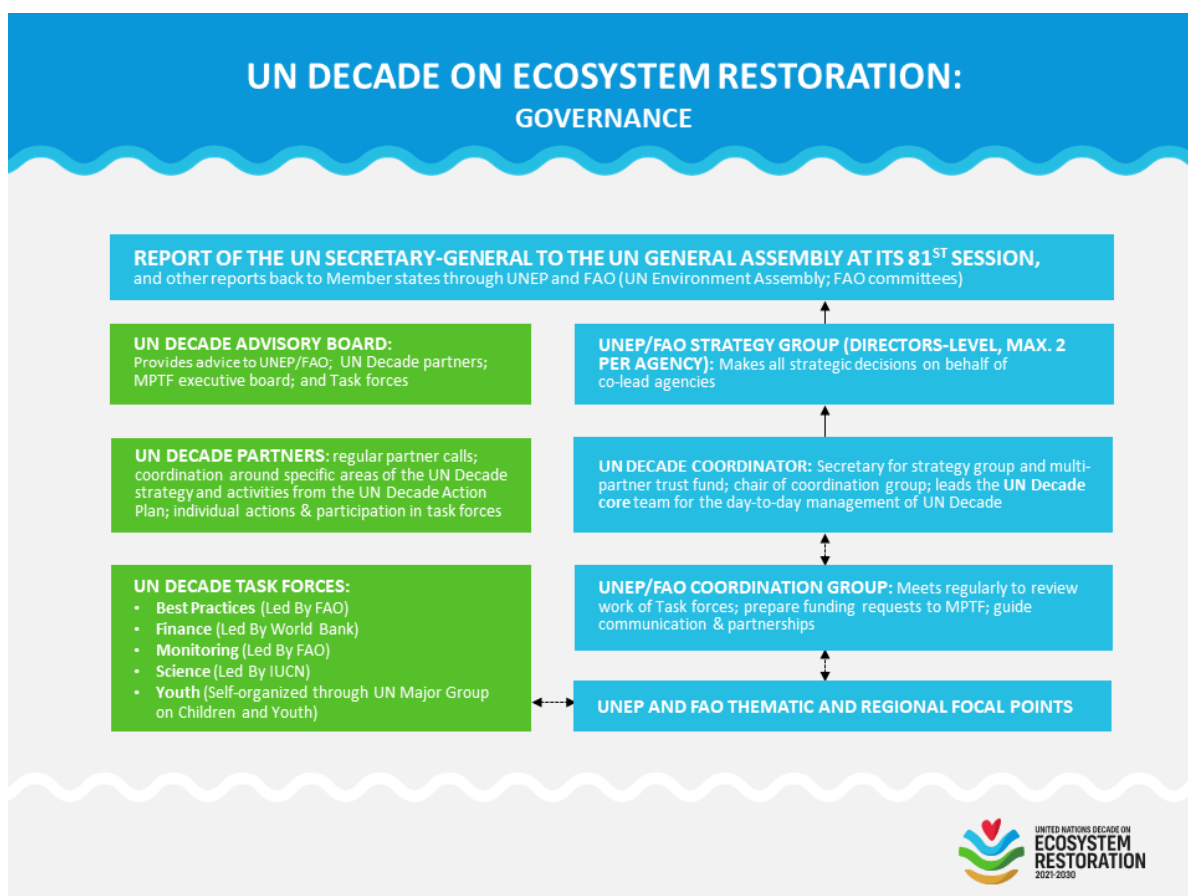 UN DECADE ON ECOSYSTEM RESTORATION:
GOVERNANCE
REPORT OF THE UN SECRETARY-GENERAL TO THE UN GENERAL ASSEMBLY AT ITS 81ST SESSION,
and other reports back to Member states through UNEP and FAO (UN Environment Assembly; FAO committees)
UN DECADE ADVISORY BOARD:
Provides advice to UNEP/FAO; UN Decade partners;
MPTF executive board; and Task forces
UNEP/FAO STRATEGY GROUP (DIRECTORS-LEVEL, MAX. 2
PER AGENCY): Makes all strategic decisions on behalf of
co-lead agencies
UN DECADE PARTNERS: regular partner calls;
coordination around specific areas of the UN Decade
strategy and activities from the UN Decade Action
Plan; individual actions & participation in task forces
UN DECADE COORDINATOR: Secretary for strategy group and multi-
partner trust fund; chair of coordination group; leads the UN Decade
core team for the day-to-day management of UN Decade
UN DECADE TASK FORCES:
• Best Practices (Led By FAO)
• Finance (Led By World Bank)
• Monitoring (Led By FAO)
• Science (Led By IUCN)
• Youth (Self-organized through UN Major Group
on Children and Youth)
UNEP/FAO COORDINATION GROUP: Meets regularly to review
work of Task forces; prepare funding requests to MPTF; guide
communication & partnerships
UNEP AND FAO THEMATIC AND REGIONAL FOCAL POINTS
UNITED NATIONS DECADE ON
ECOSYSTEM
RESTORATION
2021-2030